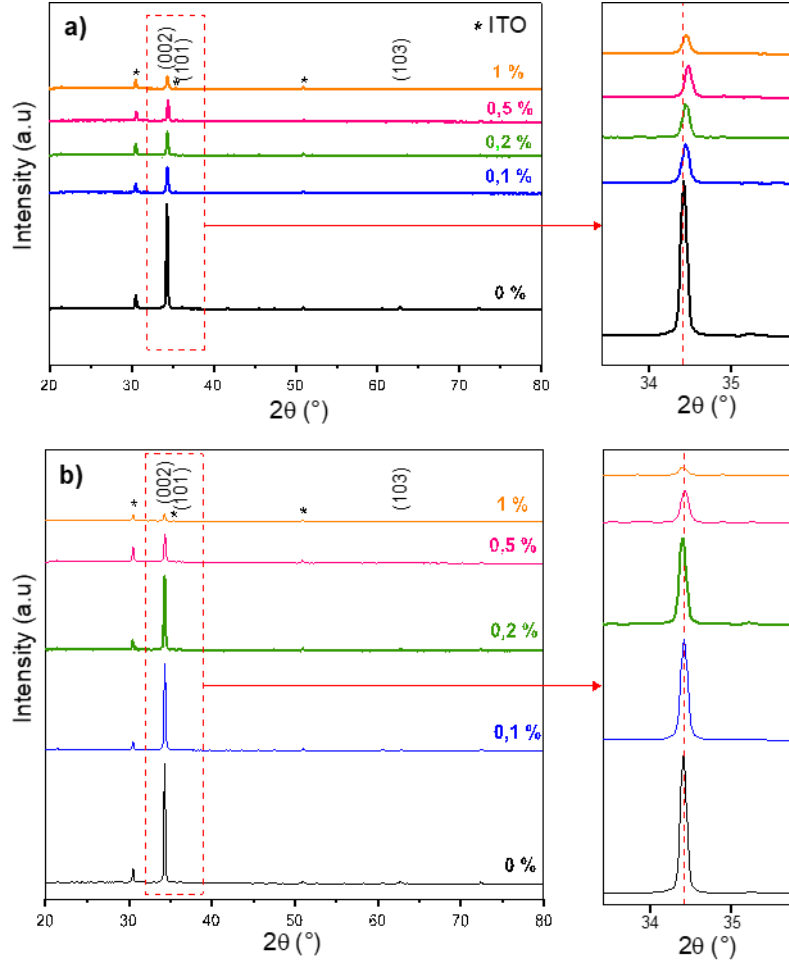 a)
* ITO
(002)
(101)
(103)
*
*
*
1 %
0,5 %
0,2 %
0,1 %
0 %
Intensity (a.u)
20 30 40 50 60 70 80
2θ (°)
34 35
2θ (°)
b)
(002)
(101)
(103)
*
*
*
1 %
0,5 %
0,2 %
0,1 %
0 %
Intensity (a.u)
20 30 40 50 60 70 80
2θ (°)
34 35
2θ (°)